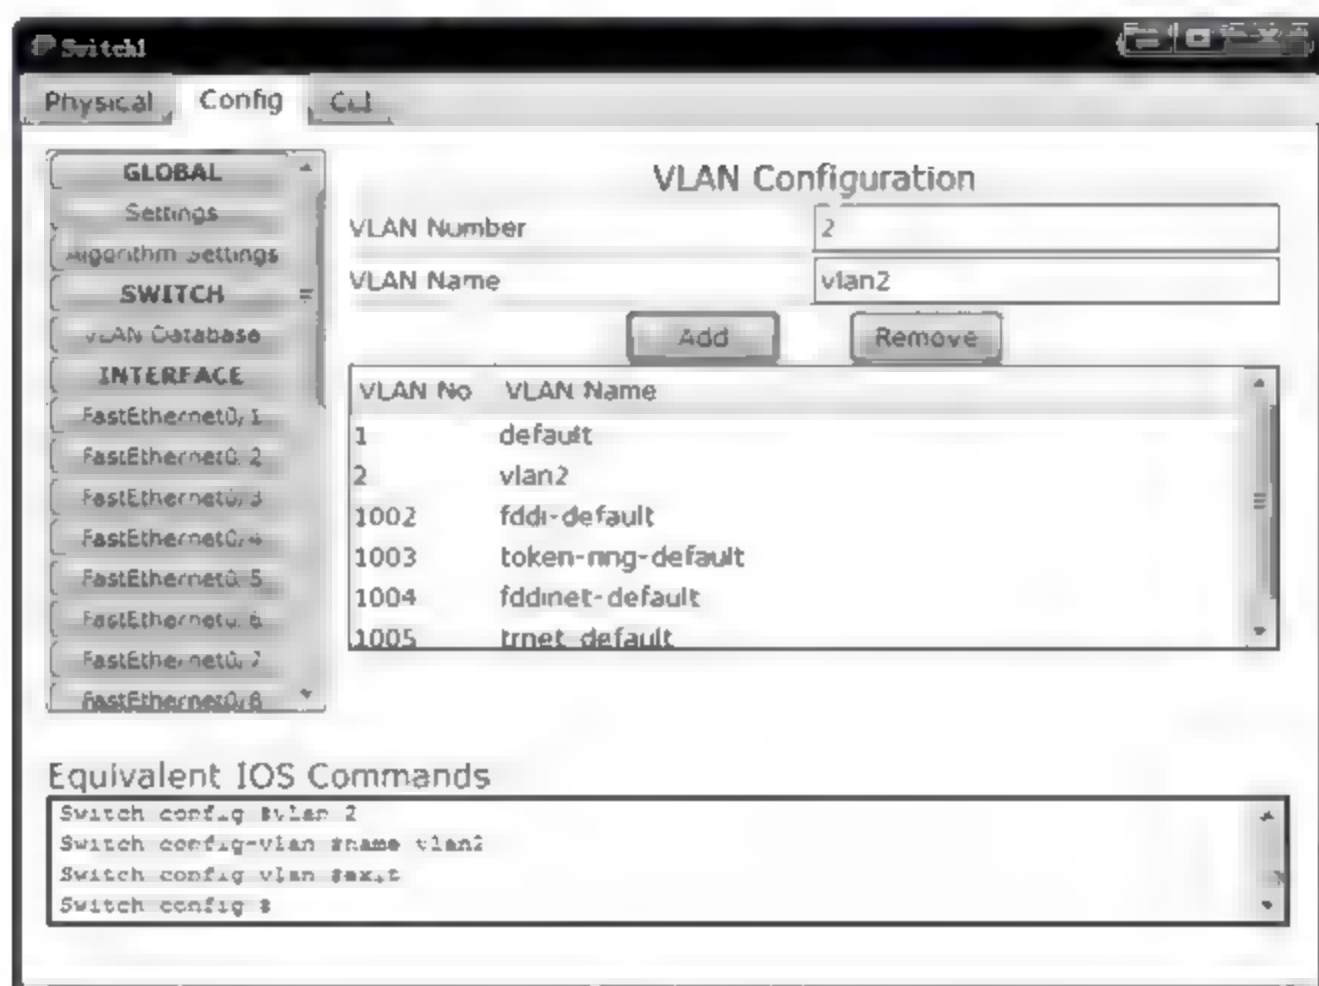 Switch1
Physical Config CLI
GLOBAL
Settings
Algorithm Settings
SWITCH
VLAN Database
INTERFACE
FastEthernet0/1
FastEthernet0/2
FastEthernet0/3
FastEthernet0/4
FastEthernet0/5
FastEthernet0/6
FastEthernet0/7
FastEthernet0/8
VLAN Configuration
VLAN Number 2
VLAN Name vlan2
Add Remove
VLAN No VLAN Name
1 default
2 vlan2
1002 fddi-default
1003 token-ring-default
1004 fddinet-default
1005 trnet-default
Equivalent IOS Commands
Switch(config)#vlan 2
Switch(config-vlan)#name vlan2
Switch(config-vlan)#exit
Switch(config)#